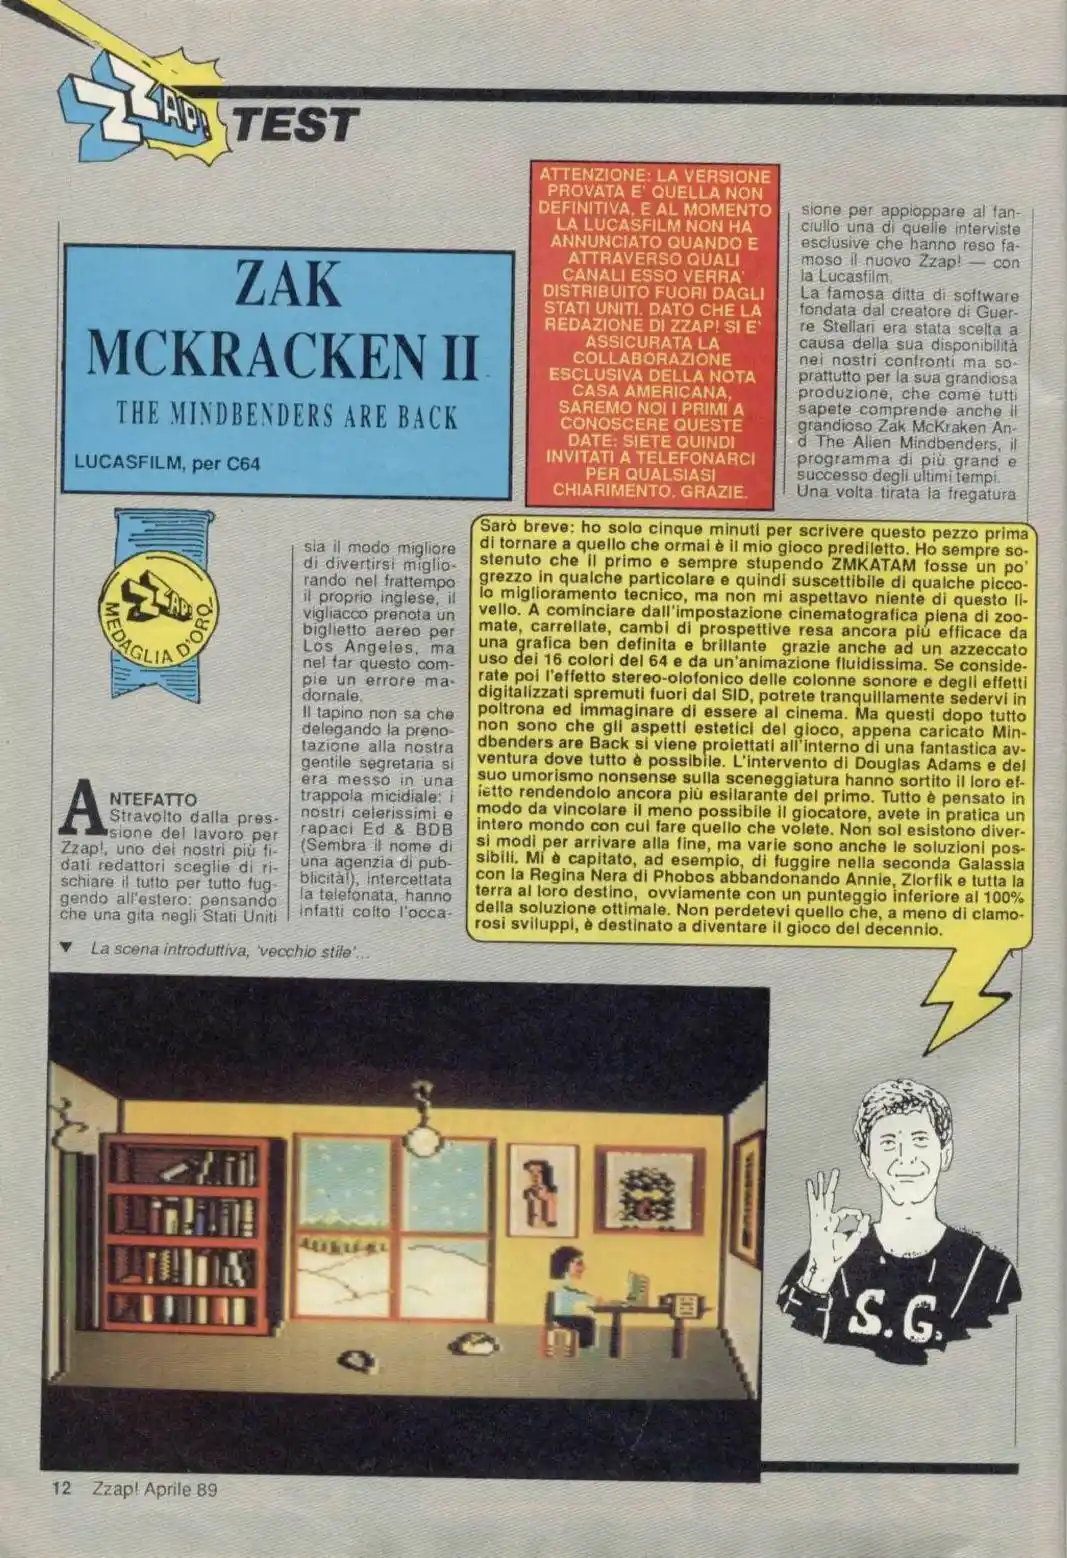 ZZAP! TEST
ZAK
MCKRACKEN II
THE MINDBENDERS ARE BACK
LUCASFILM, per C64
ATTENZIONE: LA VERSIONE
PROVATA E' QUELLA NON
DEFINITIVA, E AL MOMENTO
LA LUCASFILM NON HA
ANNUNCIATO QUANDO E
ATTRAVERSO QUALI
CANALI ESSO VERRA'
DISTRIBUITO FUORI DAGLI
STATI UNITI. DATO CHE LA
REDAZIONE DI ZZAP! SI E'
ASSICURATA LA
COLLABORAZIONE
ESCLUSIVA DELLA NOTA
CASA AMERICANA,
SAREMO NOI I PRIMI A
CONOSCERE QUESTE
DATE: SIETE QUINDI
INVITATI A TELEFONARCI
PER QUALSIASI
CHIARIMENTO. GRAZIE.
ZZAP!
MEDAGLIA D'ORO
ANTEFATTO
Stravolto dalla pres-
sione del lavoro per
Zzap!, uno dei nostri più fi-
dati redattori sceglie di ri-
schiare il tutto per tutto fug-
gendo all'estero: pensando
che una gita negli Stati Uniti
sia il modo migliore
di divertirsi miglio-
rando nel frattempo
il proprio inglese, il
vigliacco prenota un
biglietto aereo per
Los Angeles, ma
nel far questo com-
pie un errore ma-
dornale.
Il tapino non sa che
delegando la preno-
tazione alla nostra
gentile segretaria si
era messo in una
trappola micidiale: i
nostri celerissimi e
rapaci Ed & BDB
(Sembra il nome di
una agenzia di pub-
blicità!), intercettata
la telefonata, hanno
infatti colto l'occa-
sione per appioppare al fan-
ciullo una di quelle interviste
esclusive che hanno reso fa-
moso il nuovo Zzap! — con
la Lucasfilm.
La famosa ditta di software
fondata dal creatore di Guer-
re Stellari era stata scelta a
causa della sua disponibilità
nei nostri confronti ma so-
prattutto per la sua grandiosa
produzione, che come tutti
sapete comprende anche il
grandioso Zak McKraken An-
d The Alien Mindbenders, il
programma di più grand e
successo degli ultimi tempi.
Una volta tirata la fregatura
Sarò breve: ho solo cinque minuti per scrivere questo pezzo prima
di tornare a quello che ormai è il mio gioco prediletto. Ho sempre so-
stenuto che il primo e sempre stupendo ZMKATAM fosse un po'
grezzo in qualche particolare e quindi suscettibile di qualche picco-
lo miglioramento tecnico, ma non mi aspettavo niente di questo li-
vello. A cominciare dall'impostazione cinematografica piena di zoo-
mate, carrellate, cambi di prospettive resa ancora più efficace da
una grafica ben definita e brillante grazie anche ad un azzeccato
uso dei 16 colori del 64 e da un'animazione fluidissima. Se conside-
rate poi l'effetto stereo-olofonico delle colonne sonore e degli effetti
digitalizzati spremuti fuori dal SID, potrete tranquillamente sedervi in
poltrona ed immaginare di essere al cinema. Ma questi dopo tutto
non sono che gli aspetti estetici del gioco, appena caricato Min-
dbenders are Back si viene proiettati all'interno di una fantastica av-
ventura dove tutto è possibile. L'intervento di Douglas Adams e del
suo umorismo nonsense sulla sceneggiatura hanno sortito il loro ef-
ietto rendendolo ancora più esilarante del primo. Tutto è pensato in
modo da vincolare il meno possibile il giocatore, avete in pratica un
intero mondo con cui fare quello che volete. Non sol esistono diver-
si modi per arrivare alla fine, ma varie sono anche le soluzioni pos-
sibili. Mi è capitato, ad esempio, di fuggire nella seconda Galassia
con la Regina Nera di Phobos abbandonando Annie, Zlorfik e tutta la
terra al loro destino, ovviamente con un punteggio inferiore al 100%
della soluzione ottimale. Non perdetevi quello che, a meno di clamo-
rosi sviluppi, è destinato a diventare il gioco del decennio.
▼ La scena introduttiva, 'vecchio stile'...
S.G.
12 Zzap! Aprile 89